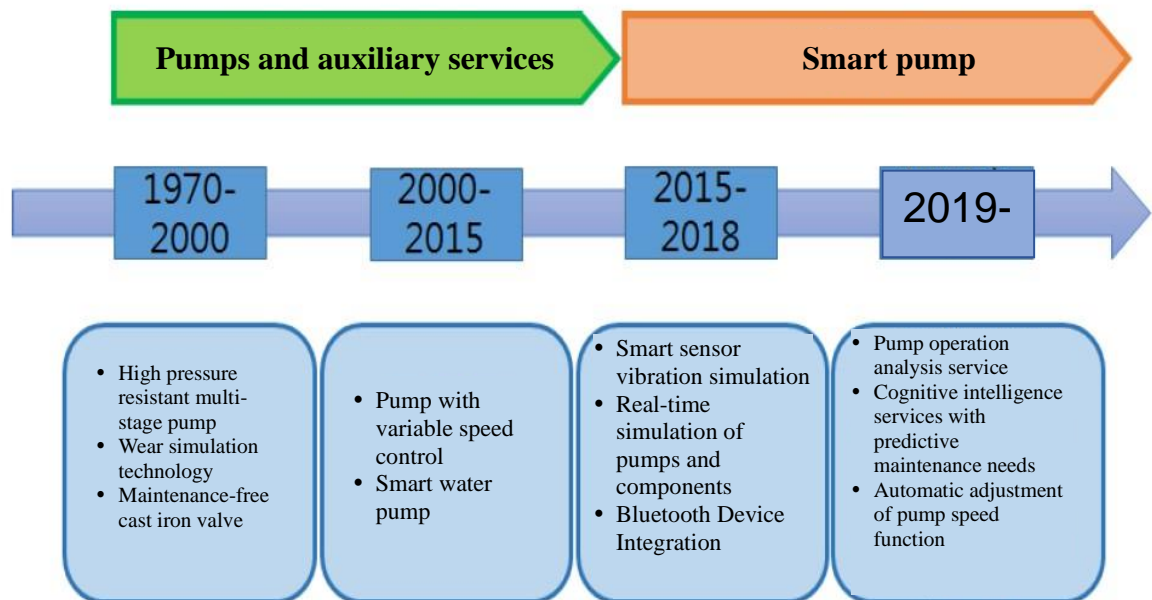 Pumps and auxiliary services
Smart pump
1970-
2000
2000-
2015
2015-
2018
2019-
• High pressure
resistant multi-
stage pump
• Wear simulation
technology
• Maintenance-free
cast iron valve
• Pump with
variable speed
control
• Smart water
pump
• Smart sensor
vibration simulation
• Real-time
simulation of
pumps and
components
• Bluetooth Device
Integration
• Pump operation
analysis service
• Cognitive intelligence
services with
predictive
maintenance needs
• Automatic adjustment
of pump speed
function